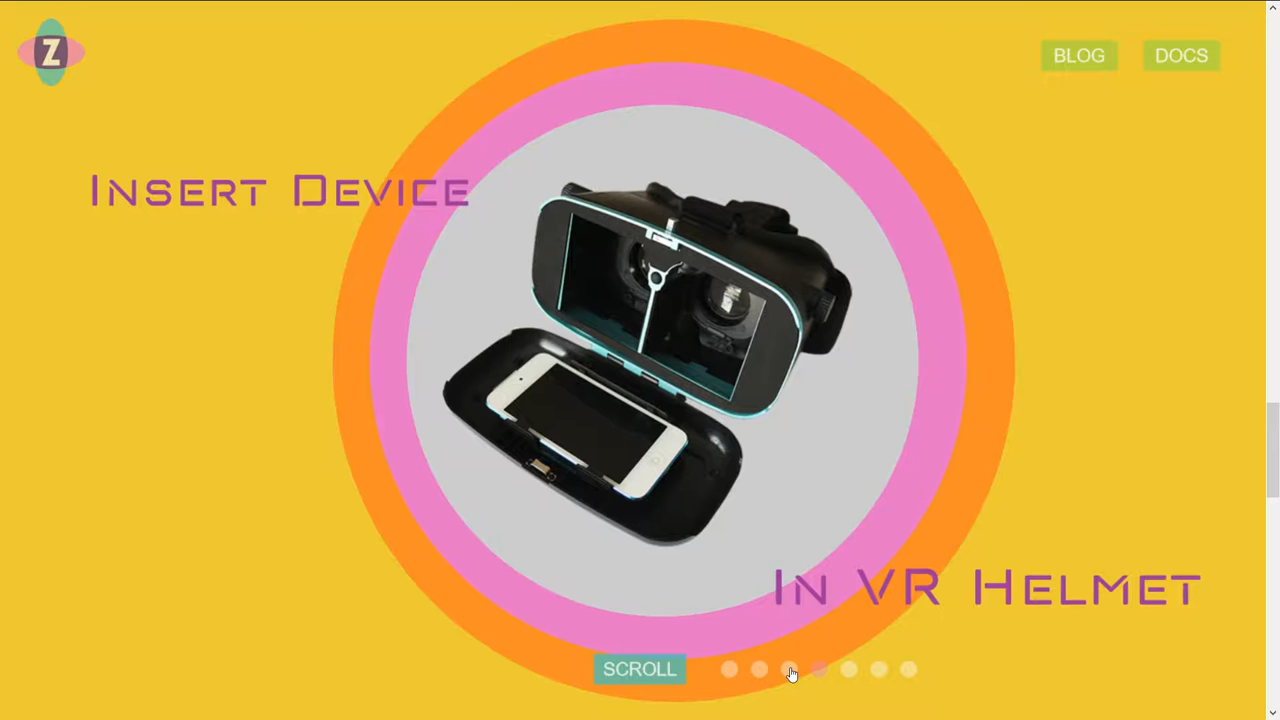 Z
BLOG
DOCS
INSERT DEVICE
IN VR HELMET
SCROLL